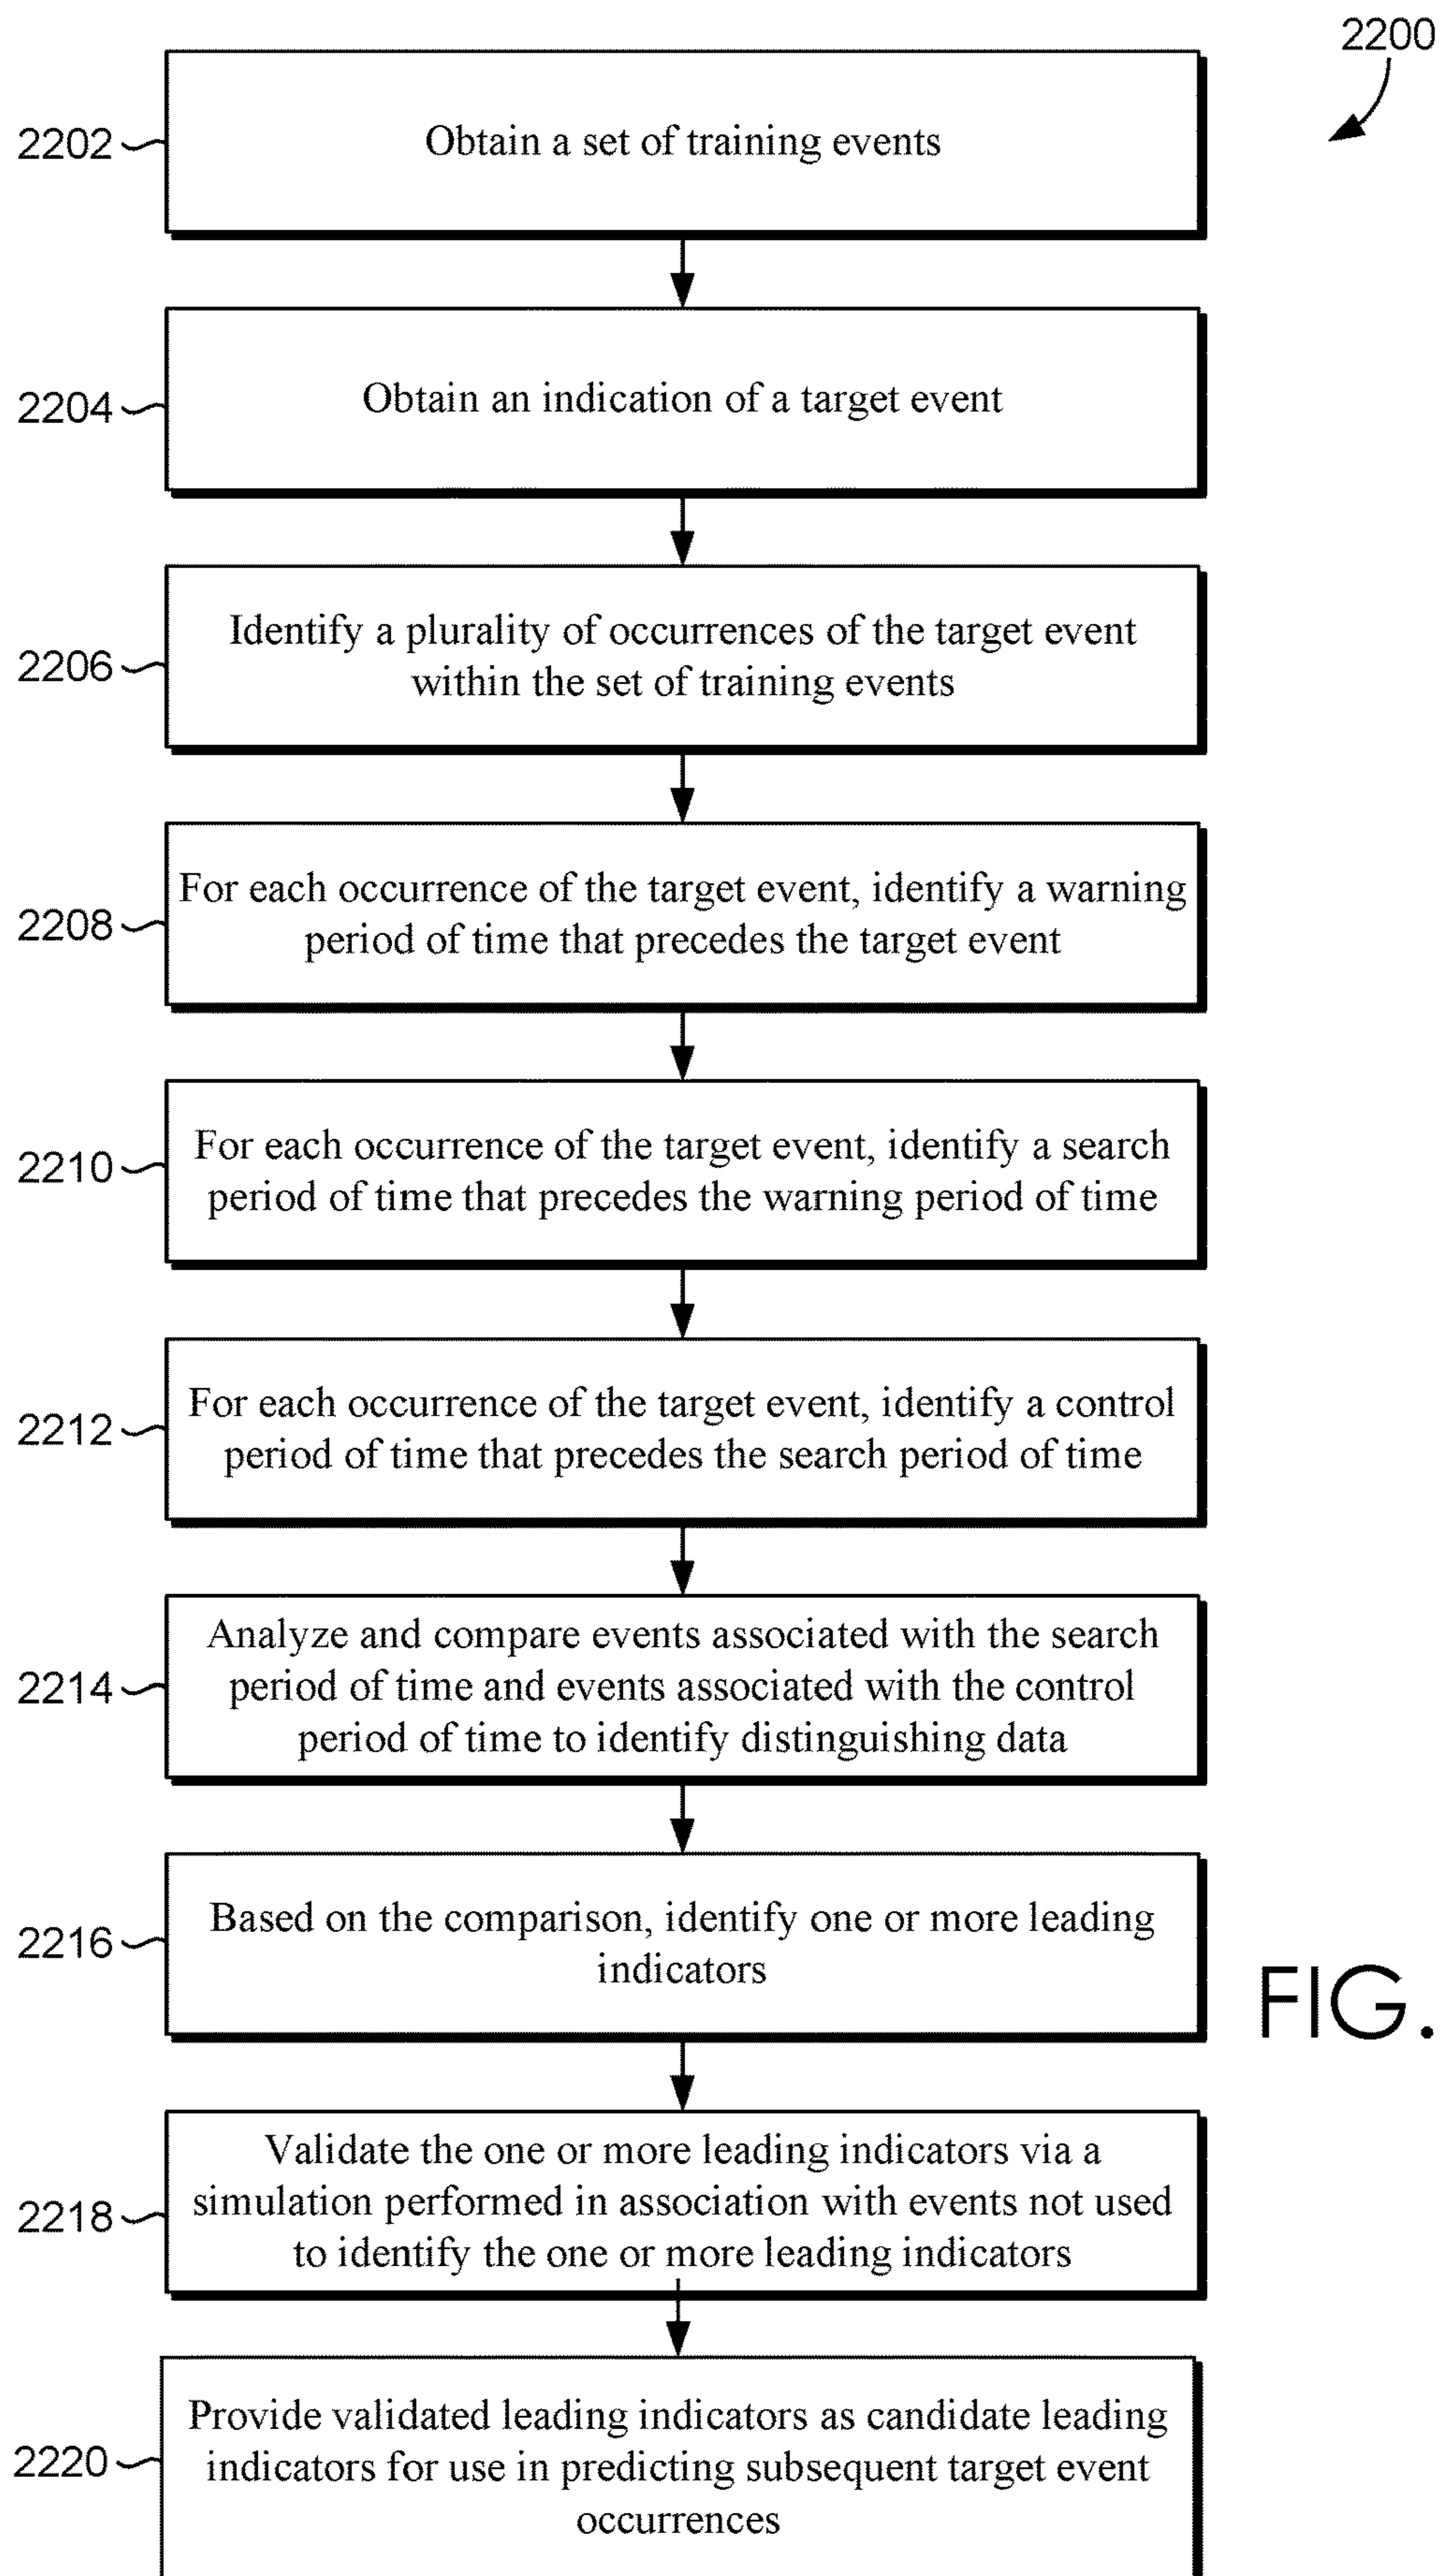 2200
2202
Obtain a set of training events
2204
Obtain an indication of a target event
2206
Identify a plurality of occurrences of the target event
within the set of training events
2208
For each occurrence of the target event, identify a warning
period of time that precedes the target event
2210
For each occurrence of the target event, identify a search
period of time that precedes the warning period of time
2212
For each occurrence of the target event, identify a control
period of time that precedes the search period of time
2214
Analyze and compare events associated with the search
period of time and events associated with the control
period of time to identify distinguishing data
2216
Based on the comparison, identify one or more leading
indicators
FIG.
2218
Validate the one or more leading indicators via a
simulation performed in association with events not used
to identify the one or more leading indicators
2220
Provide validated leading indicators as candidate leading
indicators for use in predicting subsequent target event
occurrences